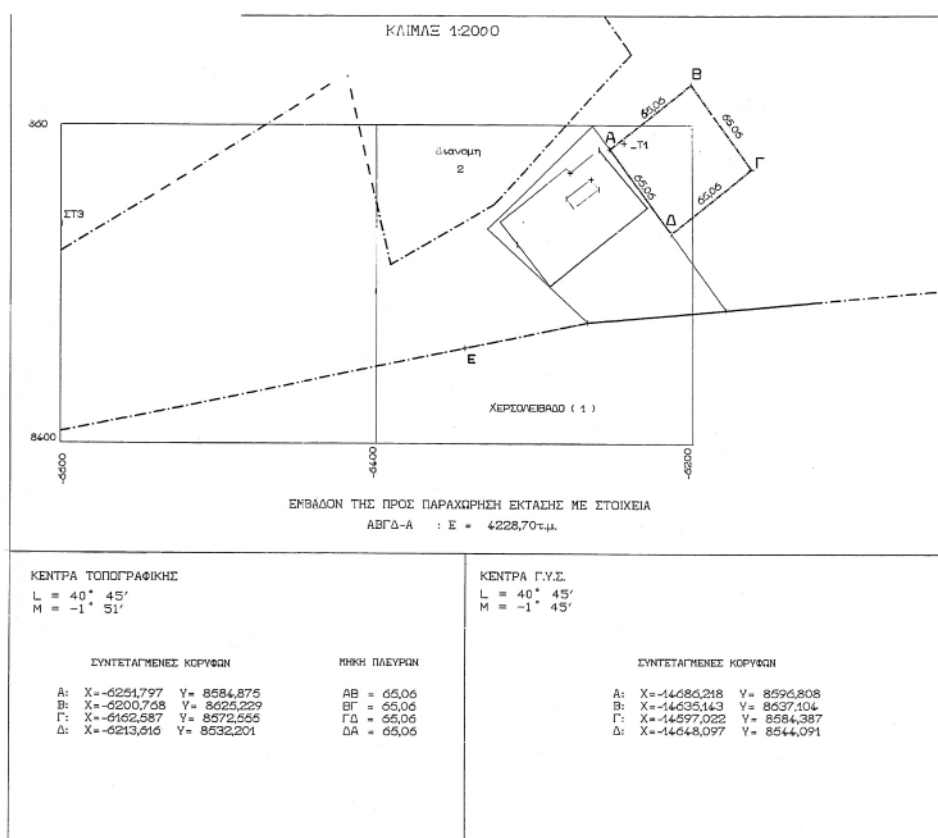 ΚΛΙΜΑΞ 1:2000
Β
65,06
65,06
860
Α
Τ1
Γ
διανομη
2
65,06
65,06
ΣΤ3
Δ
Ε
ΧΕΡΣΟΛΕΙΒΑΔΟ ( 1 )
8400
-6600
-6400
-6200
ΕΜΒΑΔΟΝ ΤΗΣ ΠΡΟΣ ΠΑΡΑΧΩΡΗΣΗ ΕΚΤΑΣΗΣ ΜΕ ΣΤΟΙΧΕΙΑ
ΑΒΓΔ-Α : Ε = 4228,70τ.μ.
ΚΕΝΤΡΑ ΤΟΠΟΓΡΑΦΙΚΗΣ
L = 40° 45′
M = -1° 51′
ΣΥΝΤΕΤΑΓΜΕΝΕΣ ΚΟΡΥΦΩΝ
Α: Χ=-6251,797 Υ= 8584,875
Β: Χ=-6200,768 Υ= 8625,229
Γ: Χ=-6162,587 Υ= 8572,555
Δ: Χ=-6213,616 Υ= 8532,201
ΜΗΚΗ ΠΛΕΥΡΩΝ
ΑΒ = 65,06
ΒΓ = 65,06
ΓΔ = 65,06
ΔΑ = 65,06
ΚΕΝΤΡΑ Γ.Υ.Σ.
L = 40° 45′
M = -1° 45′
ΣΥΝΤΕΤΑΓΜΕΝΕΣ ΚΟΡΥΦΩΝ
Α: Χ=-14686,218 Υ= 8596,808
Β: Χ=-14635,143 Υ= 8637,104
Γ: Χ=-14597,022 Υ= 8584,387
Δ: Χ=-14648,097 Υ= 8544,091